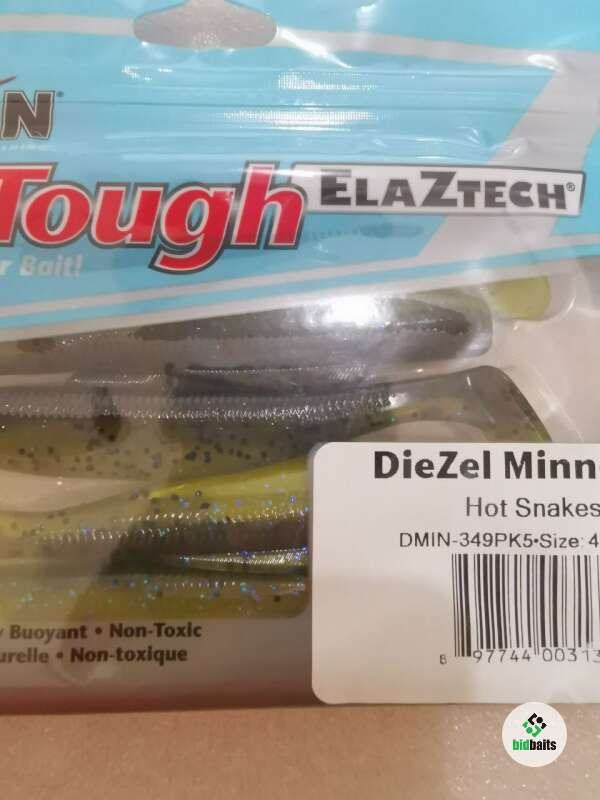 N®
Tough ELAZTECH®
r Bait!
DieZel Minn
Hot Snakes
DMIN-349PK5•Size: 4
8 97744 00313
y Buoyant • Non-Toxic
urelle • Non-toxique
bidbaits